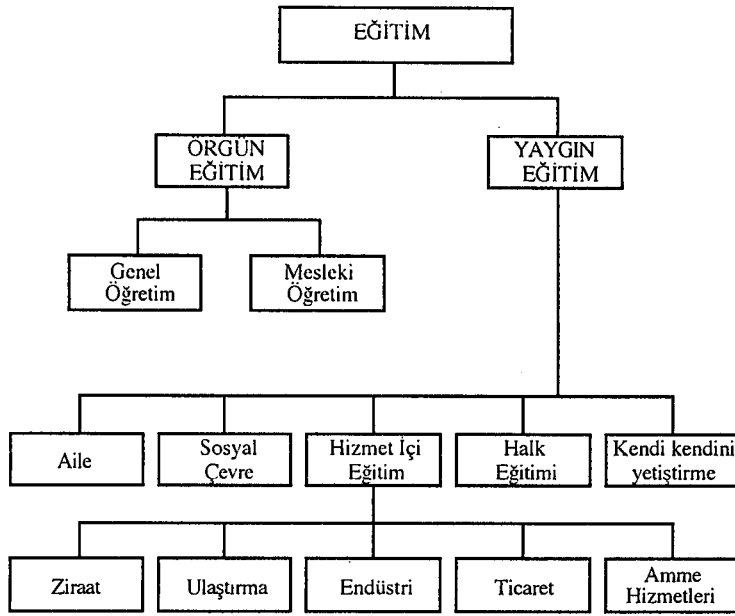 EĞİTİM
ÖRGÜN
EĞİTİM
YAYGIN
EĞİTİM
Genel
Öğretim
Mesleki
Öğretim
Aile
Sosyal
Çevre
Hizmet İçi
Eğitim
Halk
Eğitimi
Kendi kendini
yetiştirme
Ziraat
Ulaştırma
Endüstri
Ticaret
Amme
Hizmetleri